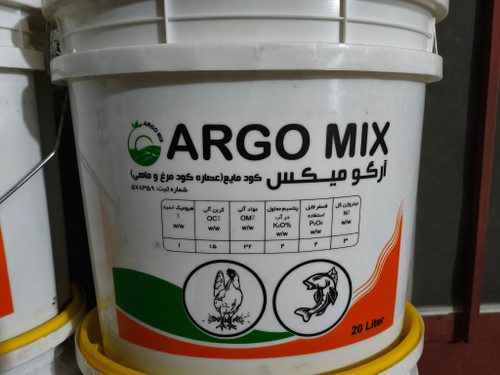 ARGO MIX
ARGO MIX
آرگو میکس کود مایع(عصاره کود مرغ و ماهی)
نیتروژن کل N٪ w/w
فسفر قابل استفاده P₂O₅ w/w
پتاسیم محلول در آب K₂O% w/w
مواد آلی OM٪ w/w
کربن آلی OC٪ w/w
هیومیک اسید ٪ w/w
۳ ۲ ۲ ۳۲ ۱۵ ۱
20 Liter